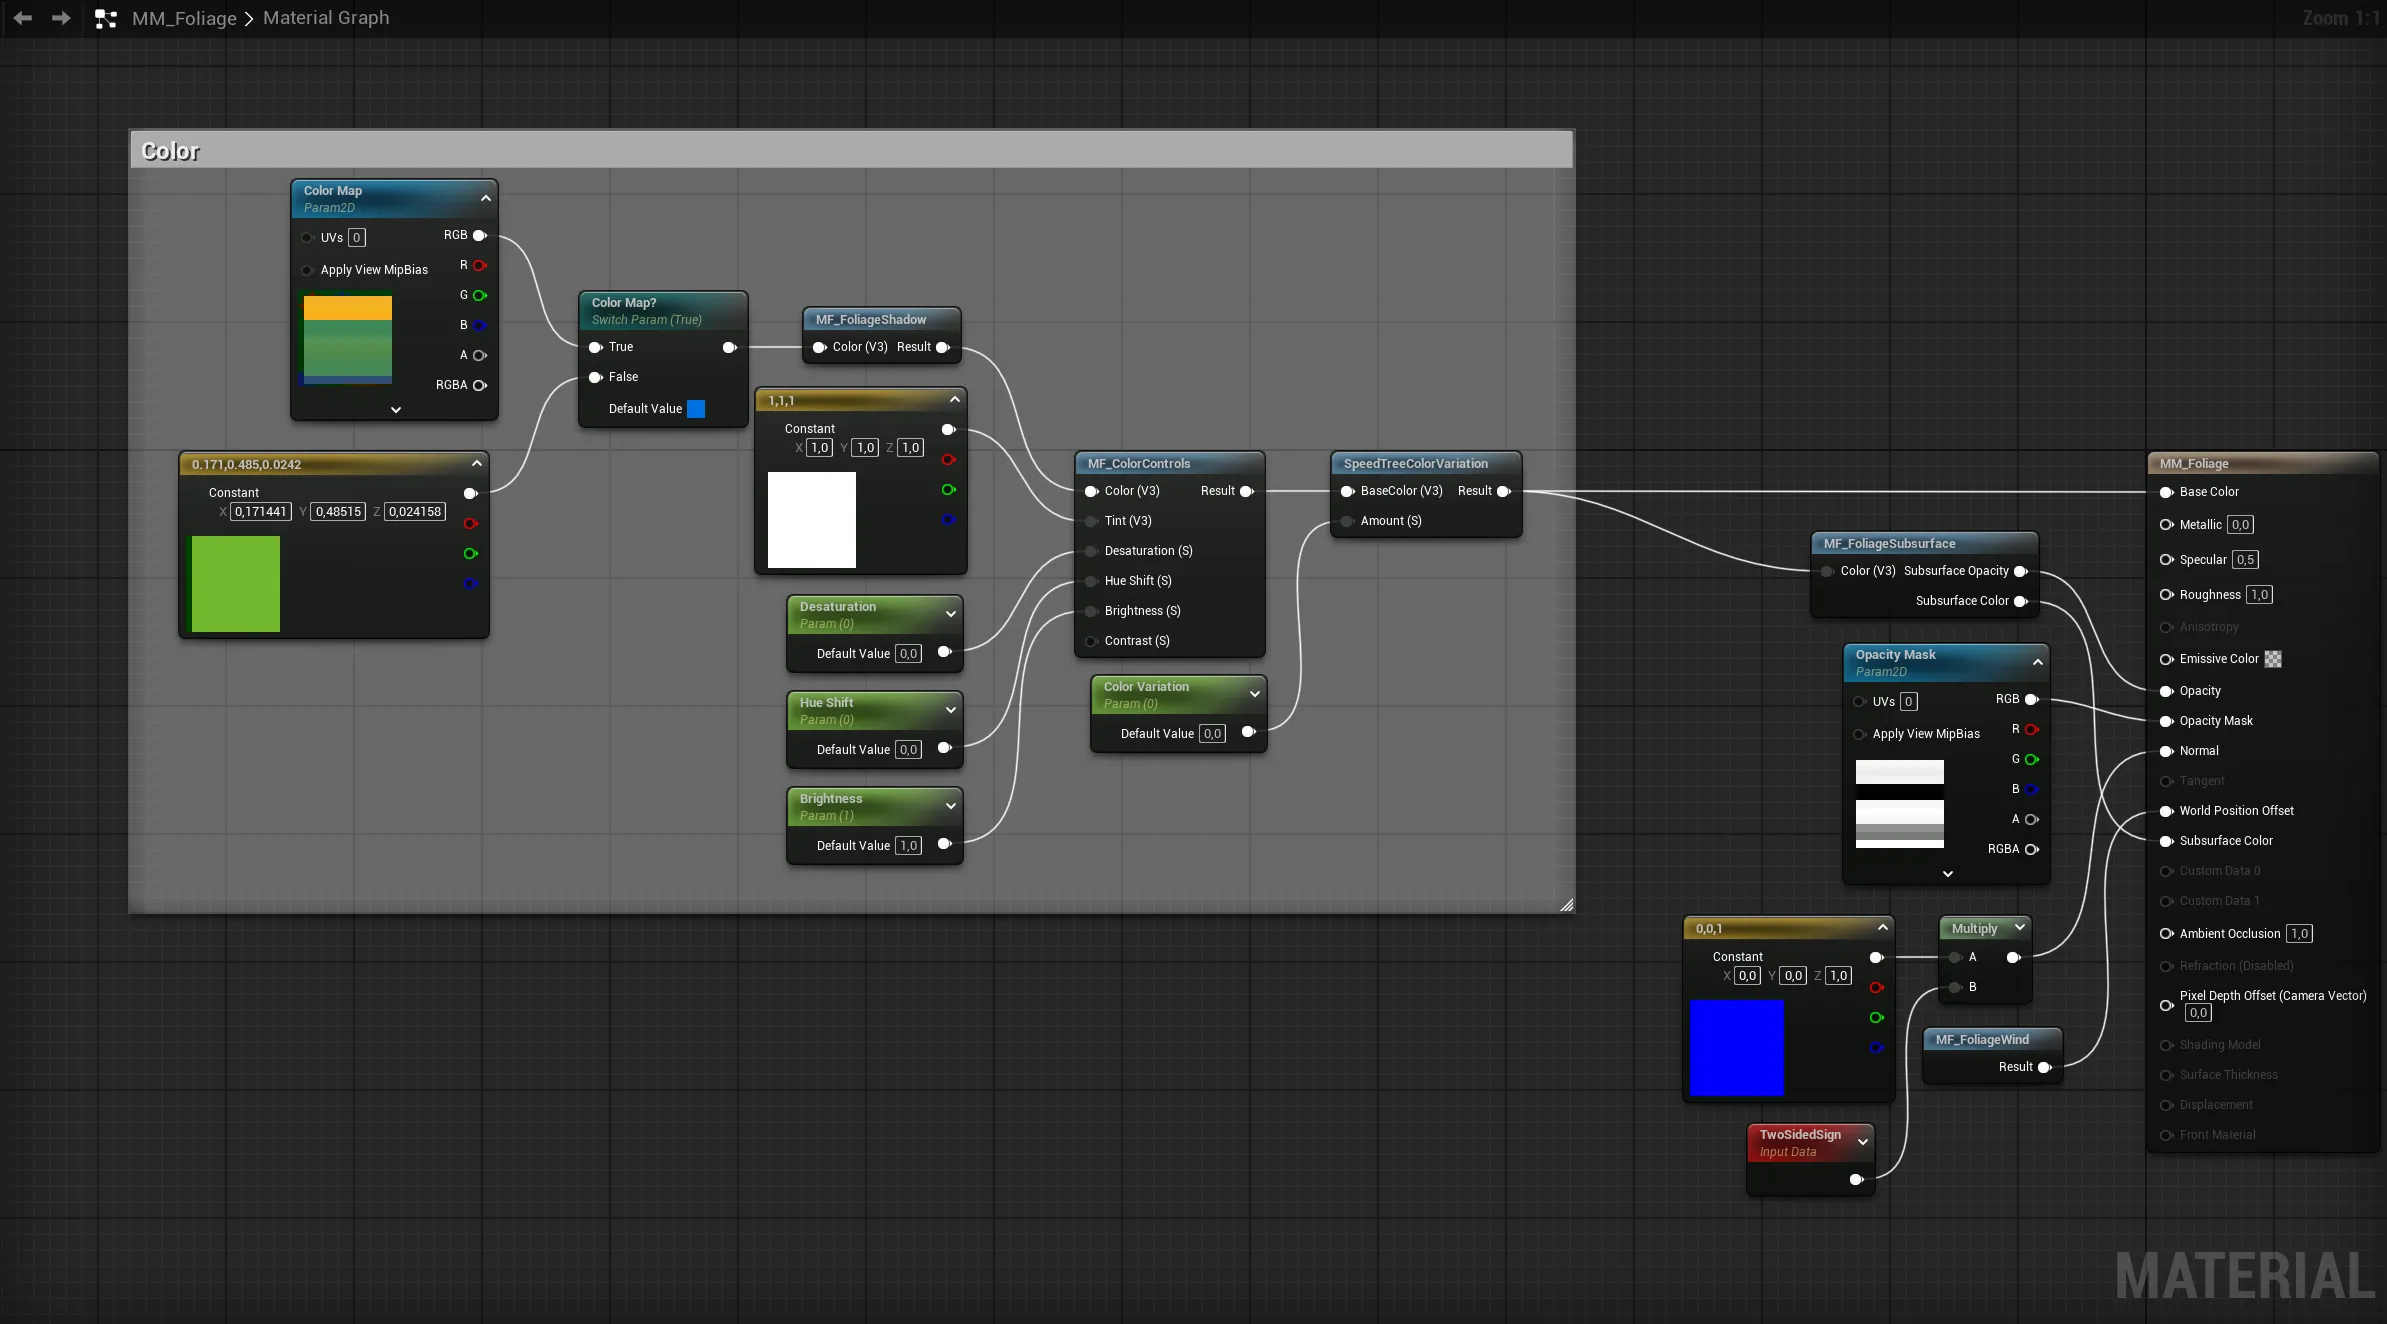 MM_Foliage > Material Graph
Zoom 1:1
Color
Color Map
Param2D
UVs 0
RGB
Apply View MipBias
R
G
B
A
RGBA
0.171,0.485,0.0242
Constant
X 0,171441 Y 0,48515 Z 0,024158
Color Map?
Switch Param (True)
True
False
Default Value
MF_FoliageShadow
Color (V3) Result
1,1,1
Constant
X 1,0 Y 1,0 Z 1,0
Desaturation
Param (0)
Default Value 0,0
Hue Shift
Param (0)
Default Value 0,0
Brightness
Param (1)
Default Value 1,0
MF_ColorControls
Color (V3) Result
Tint (V3)
Desaturation (S)
Hue Shift (S)
Brightness (S)
Contrast (S)
Color Variation
Param (0)
Default Value 0,0
SpeedTreeColorVariation
BaseColor (V3) Result
Amount (S)
MF_FoliageSubsurface
Color (V3) Subsurface Opacity
Subsurface Color
Opacity Mask
Param2D
UVs 0
RGB
Apply View MipBias
R
G
B
A
RGBA
0,0,1
Constant
X 0,0 Y 0,0 Z 1,0
Multiply
A
B
MF_FoliageWind
Result
TwoSidedSign
Input Data
MM_Foliage
Base Color
Metallic 0,0
Specular 0,5
Roughness 1,0
Anisotropy
Emissive Color
Opacity
Opacity Mask
Normal
Tangent
World Position Offset
Subsurface Color
Custom Data 0
Custom Data 1
Ambient Occlusion 1,0
Refraction (Disabled)
Pixel Depth Offset (Camera Vector)
0,0
Shading Model
Surface Thickness
Displacement
Front Material
MATERIAL